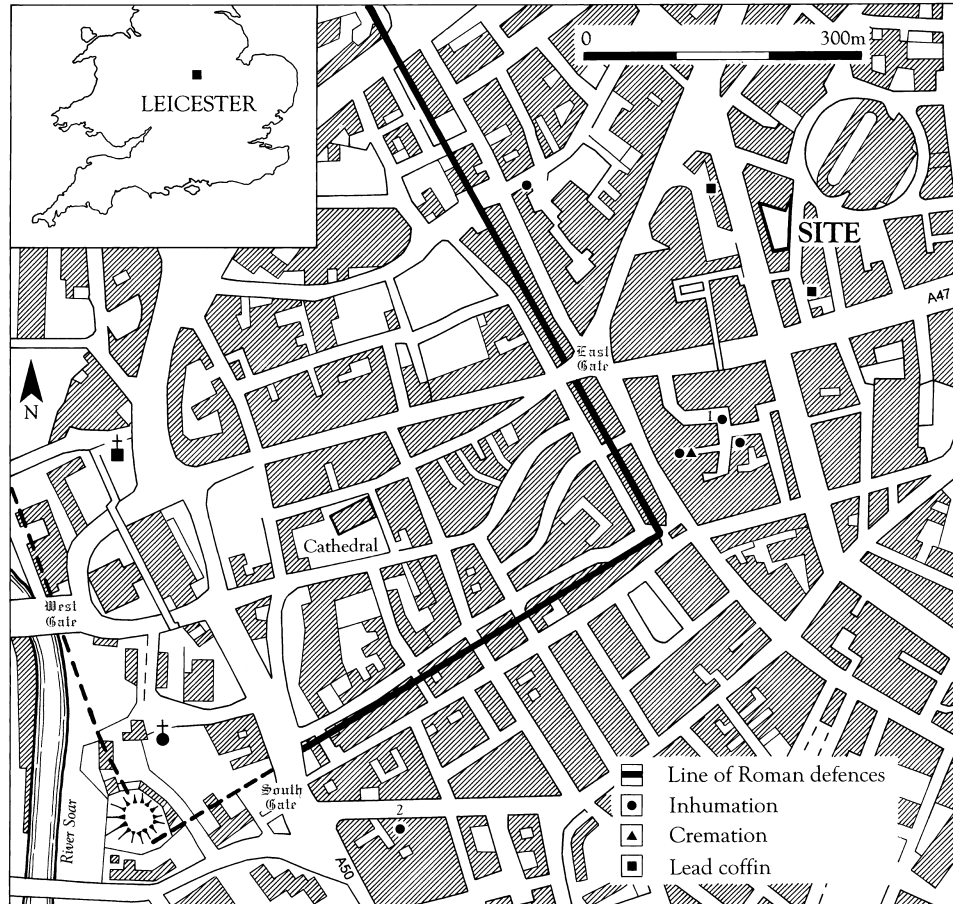 LEICESTER
0 300m
SITE
A47
East
Gate
N
1
Cathedral
West
Gate
South
Gate
River Soar
2
A50
Line of Roman defences
Inhumation
Cremation
Lead coffin